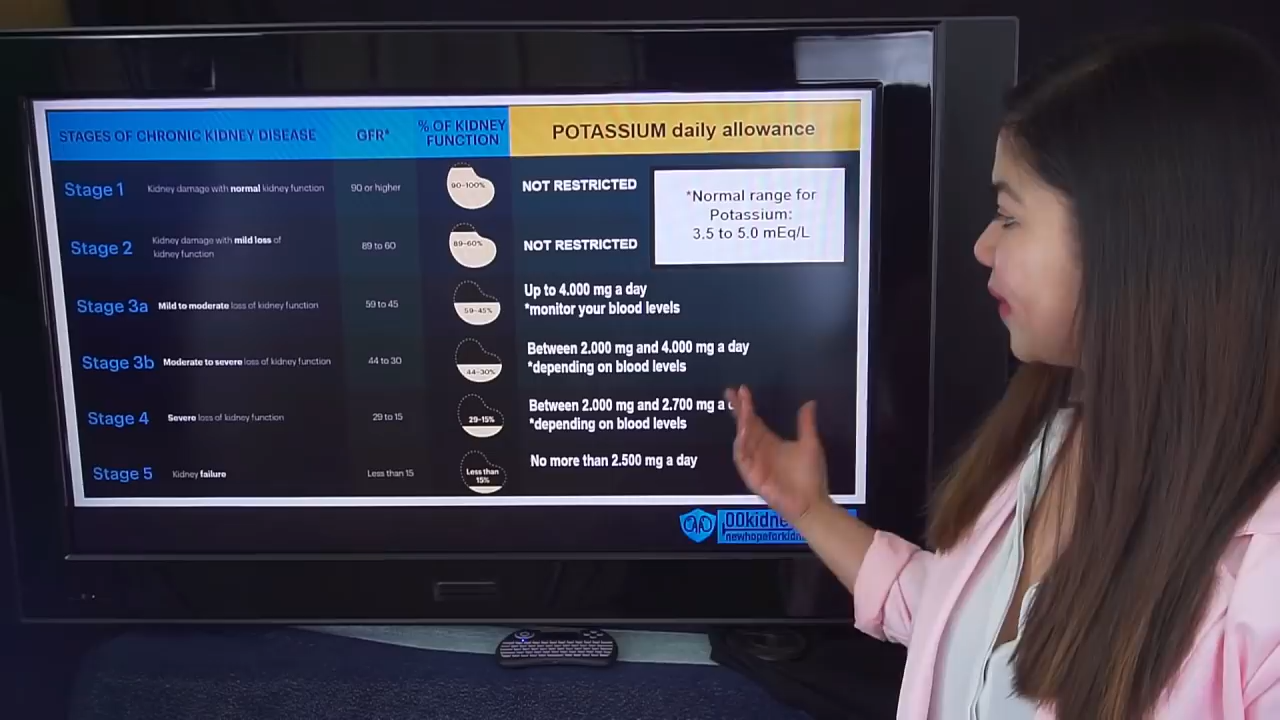 STAGES OF CHRONIC KIDNEY DISEASE
GFR*
% OF KIDNEY
FUNCTION
POTASSIUM daily allowance
Stage 1
Kidney damage with normal kidney function
90 or higher
90-100%
NOT RESTRICTED
*Normal range for
Potassium:
3.5 to 5.0 mEq/L
Stage 2
Kidney damage with mild loss of
kidney function
89 to 60
89-60%
NOT RESTRICTED
Stage 3a
Mild to moderate loss of kidney function
59 to 45
59-45%
Up to 4.000 mg a day
*monitor your blood levels
Stage 3b
Moderate to severe loss of kidney function
44 to 30
44-30%
Between 2.000 mg and 4.000 mg a day
*depending on blood levels
Stage 4
Severe loss of kidney function
29 to 15
29-15%
Between 2.000 mg and 2.700 mg a
*depending on blood levels
Stage 5
Kidney failure
Less than 15
Less than
15%
No more than 2.500 mg a day